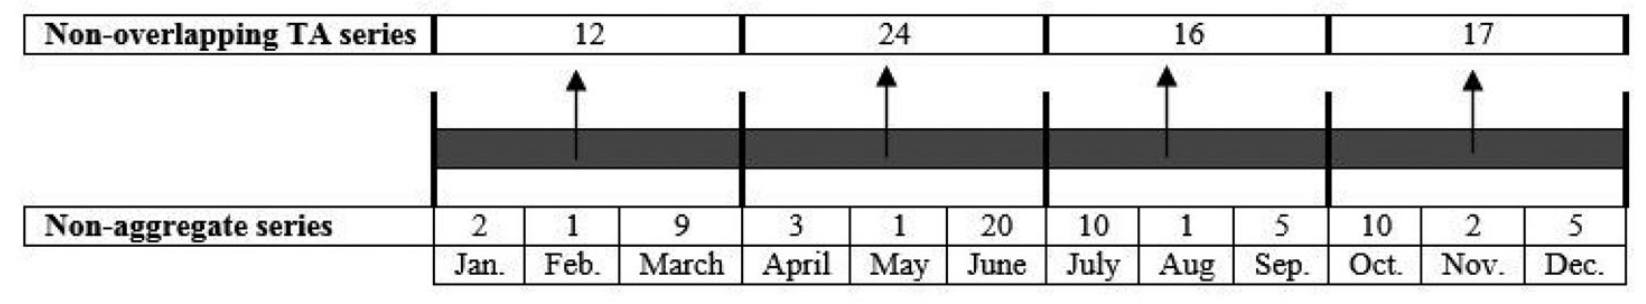 Non-overlapping TA series 12 24 16 17
Non-aggregate series 2 1 9 3 1 20 10 1 5 10 2 5
Jan. Feb. March April May June July Aug Sep. Oct. Nov. Dec.